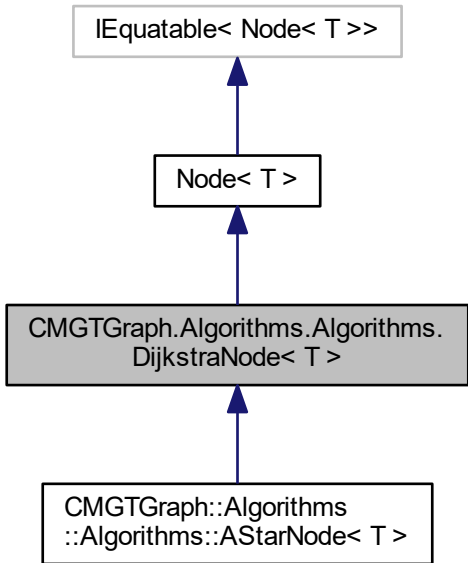 IEquatable< Node< T >>
Node< T >
CMGTGraph.Algorithms.Algorithms.
DijkstraNode< T >
CMGTGraph::Algorithms
::Algorithms::AStarNode< T >